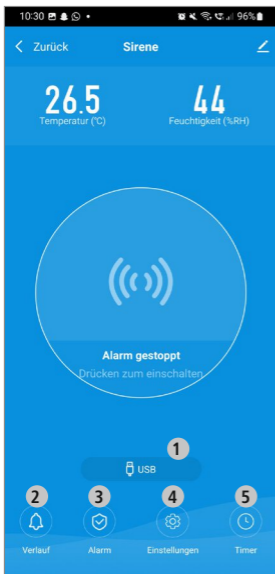 10:30 96%
Zurück Sirene
26.5 44
Temperatur (°C) Feuchtigkeit (%RH)
Alarm gestoppt
Drücken zum einschalten
1
USB
2 3 4 5
Verlauf Alarm Einstellungen Timer